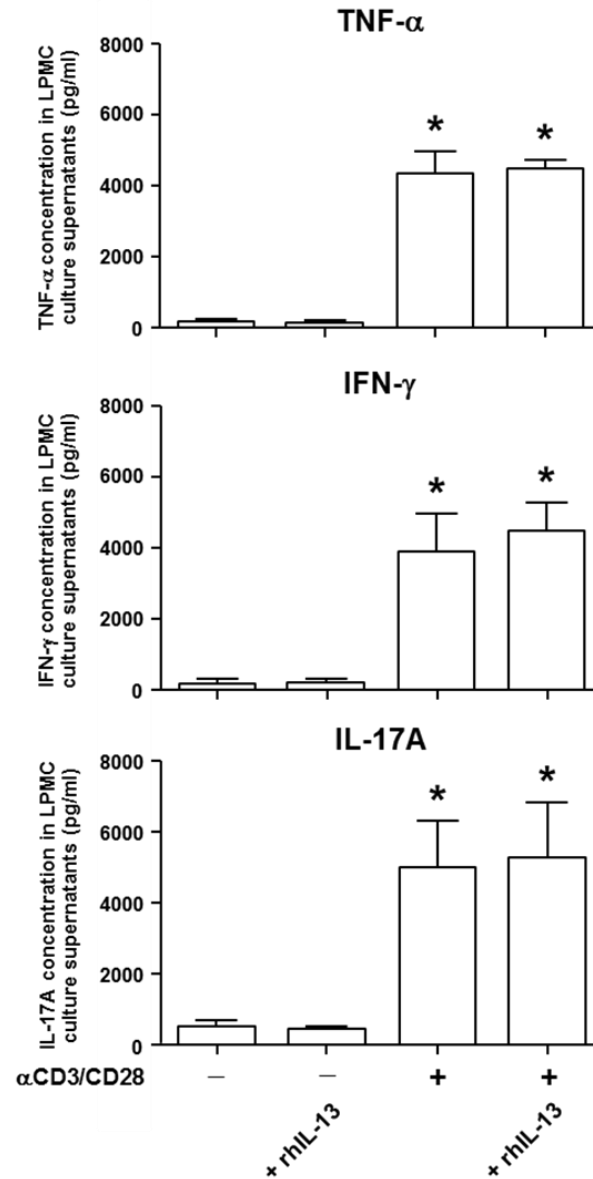 TNF-α
TNF-α concentration in LPMC
culture supernatants (pg/ml)
8000
6000
4000
2000
0
*
*
IFN-γ
IFN-γ concentration in LPMC
culture supernatants (pg/ml)
8000
6000
4000
2000
0
*
*
IL-17A
IL-17A concentration in LPMC
culture supernatants (pg/ml)
8000
6000
4000
2000
0
*
*
αCD3/CD28 – – + +
+ rhIL-13 + rhIL-13